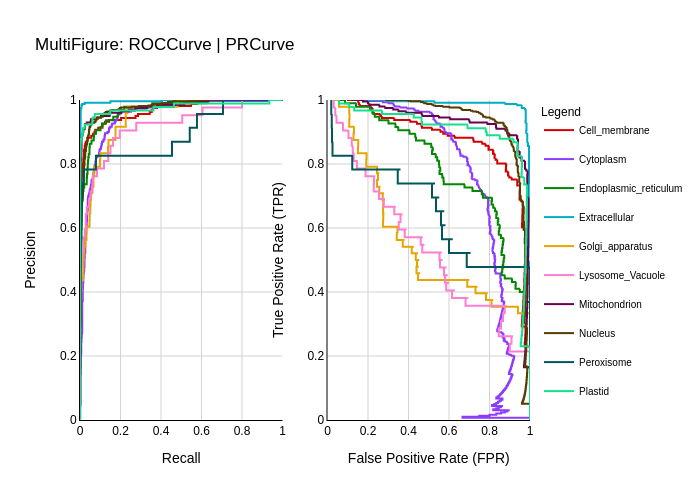 MultiFigure: ROCCurve | PRCurve
Precision
1
0.8
0.6
0.4
0.2
0
0 0.2 0.4 0.6 0.8 1
Recall
True Positive Rate (TPR)
1
0.8
0.6
0.4
0.2
0
0 0.2 0.4 0.6 0.8 1
False Positive Rate (FPR)
Legend
Cell_membrane
Cytoplasm
Endoplasmic_reticulum
Extracellular
Golgi_apparatus
Lysosome_Vacuole
Mitochondrion
Nucleus
Peroxisome
Plastid